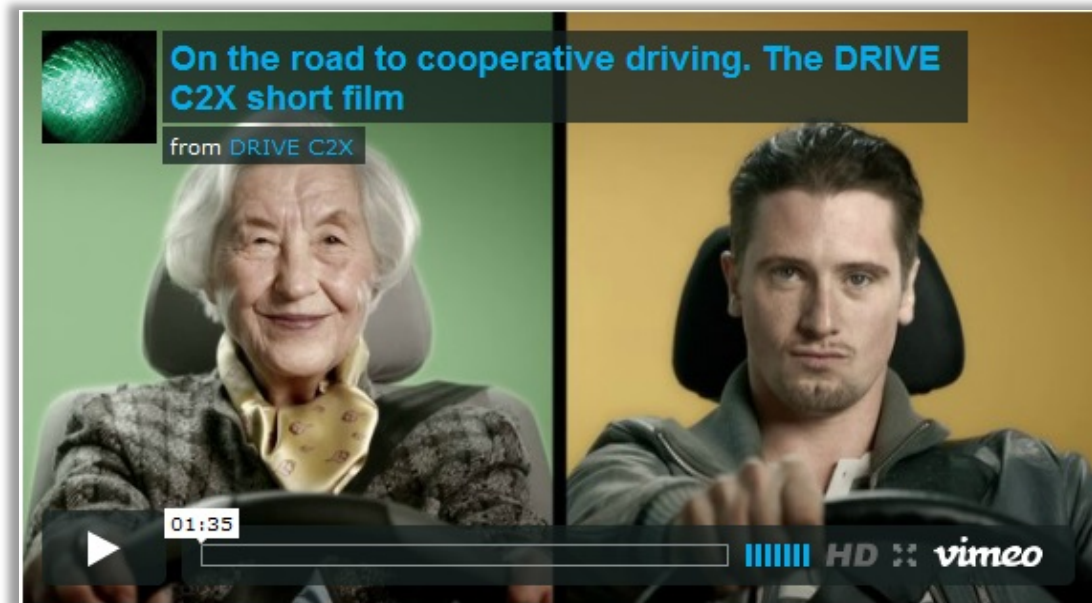 On the road to cooperative driving. The DRIVE
C2X short film
from DRIVE C2X
01:35
HD vimeo